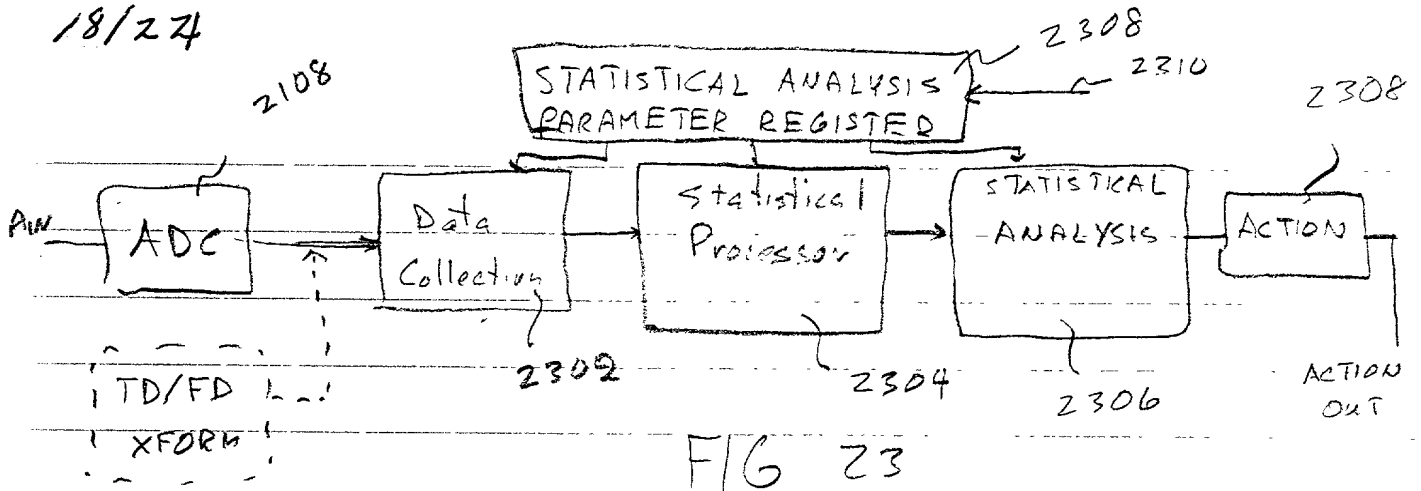 18/24
2108
STATISTICAL ANALYSIS
PARAMETER REGISTED
2308
2310
2308
AIN
ADC
Data
Collection
Statistical
Processor
STATISTICAL
ANALYSIS
ACTION
TD/FD
XFORM
2302
2304
2306
ACTION
OUT
FIG 23